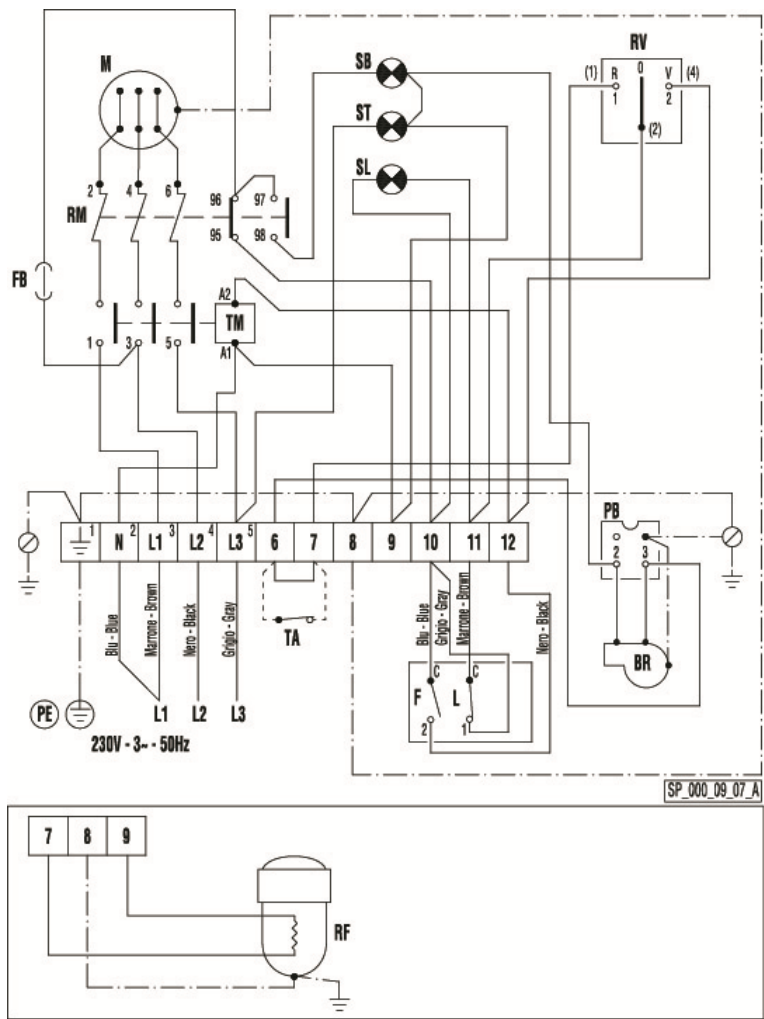 M
SB
ST
SL
RV
(1) R 0 V (4)
1 2
(2)
2 4 6
96 97
RM
95 98
FB
A2
TM
A1
1 3 5
PB
1 N 2 L1 3 L2 4 L3 5 6 7 8 9 10 11 12
2 3
Blu - Blue
Marrone - Brown
Nero - Black
Grigio - Gray
TA
Blu - Blue
Grigio - Gray
Marrone - Brown
Nero - Black
BR
C C
F L
2 1
PE
L1 L2 L3
230V - 3~ - 50Hz
SP_000_09_07_A
7 8 9
RF